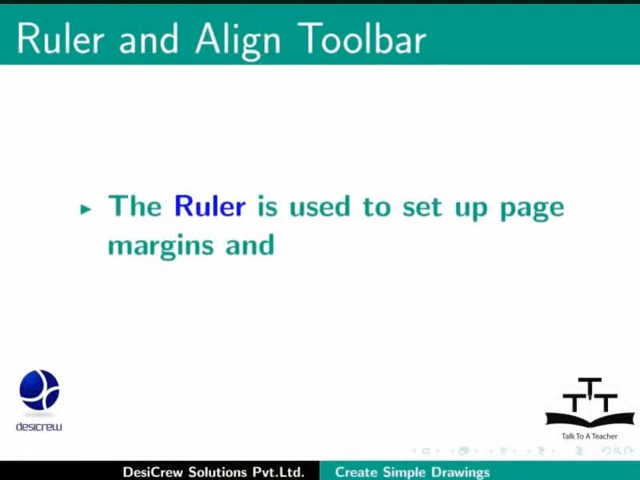 Ruler and Align Toolbar
The Ruler is used to set up page
margins and
desicrew
TTT
Talk To A Teacher
DesiCrew Solutions Pvt.Ltd. Create Simple Drawings